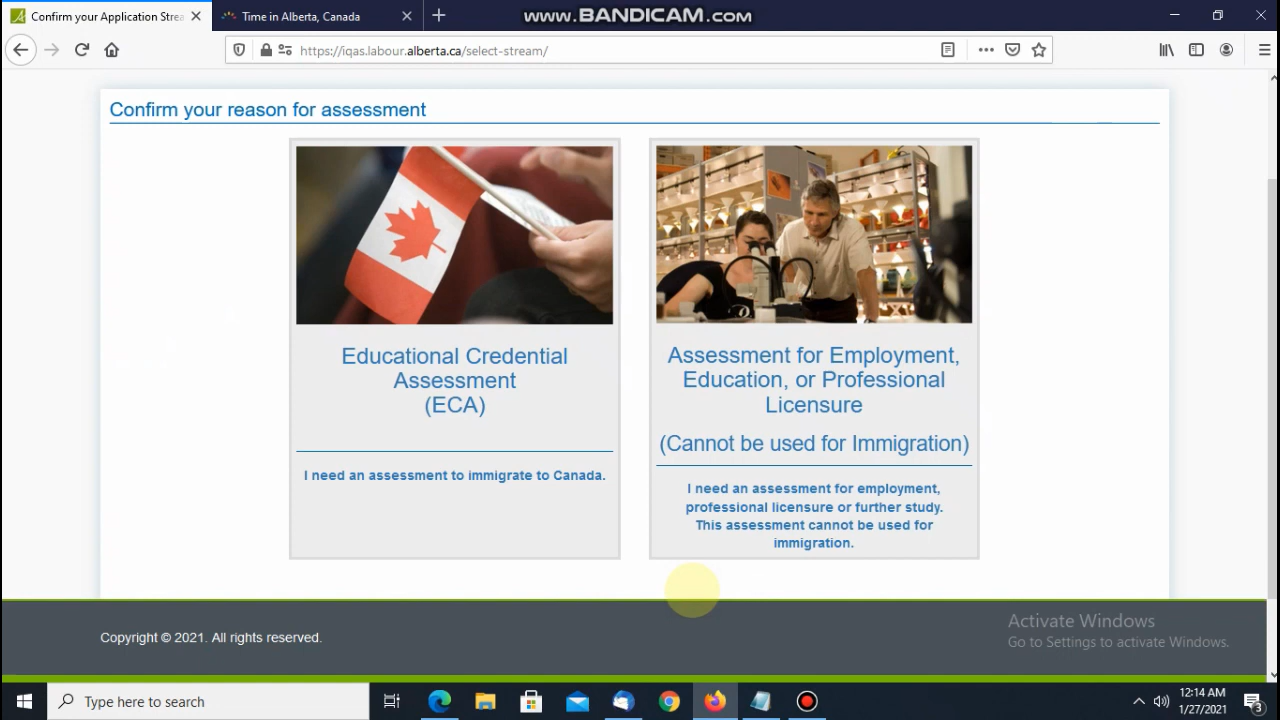 Confirm your Application Strea
Time in Alberta, Canada
www.BANDICAM.com
https://iqas.labour.alberta.ca/select-stream/
Confirm your reason for assessment
Educational Credential
Assessment
(ECA)
I need an assessment to immigrate to Canada.
Assessment for Employment,
Education, or Professional
Licensure
(Cannot be used for Immigration)
I need an assessment for employment,
professional licensure or further study.
This assessment cannot be used for
immigration.
Copyright © 2021. All rights reserved.
Activate Windows
Go to Settings to activate Windows.
Type here to search
12:14 AM
1/27/2021
3